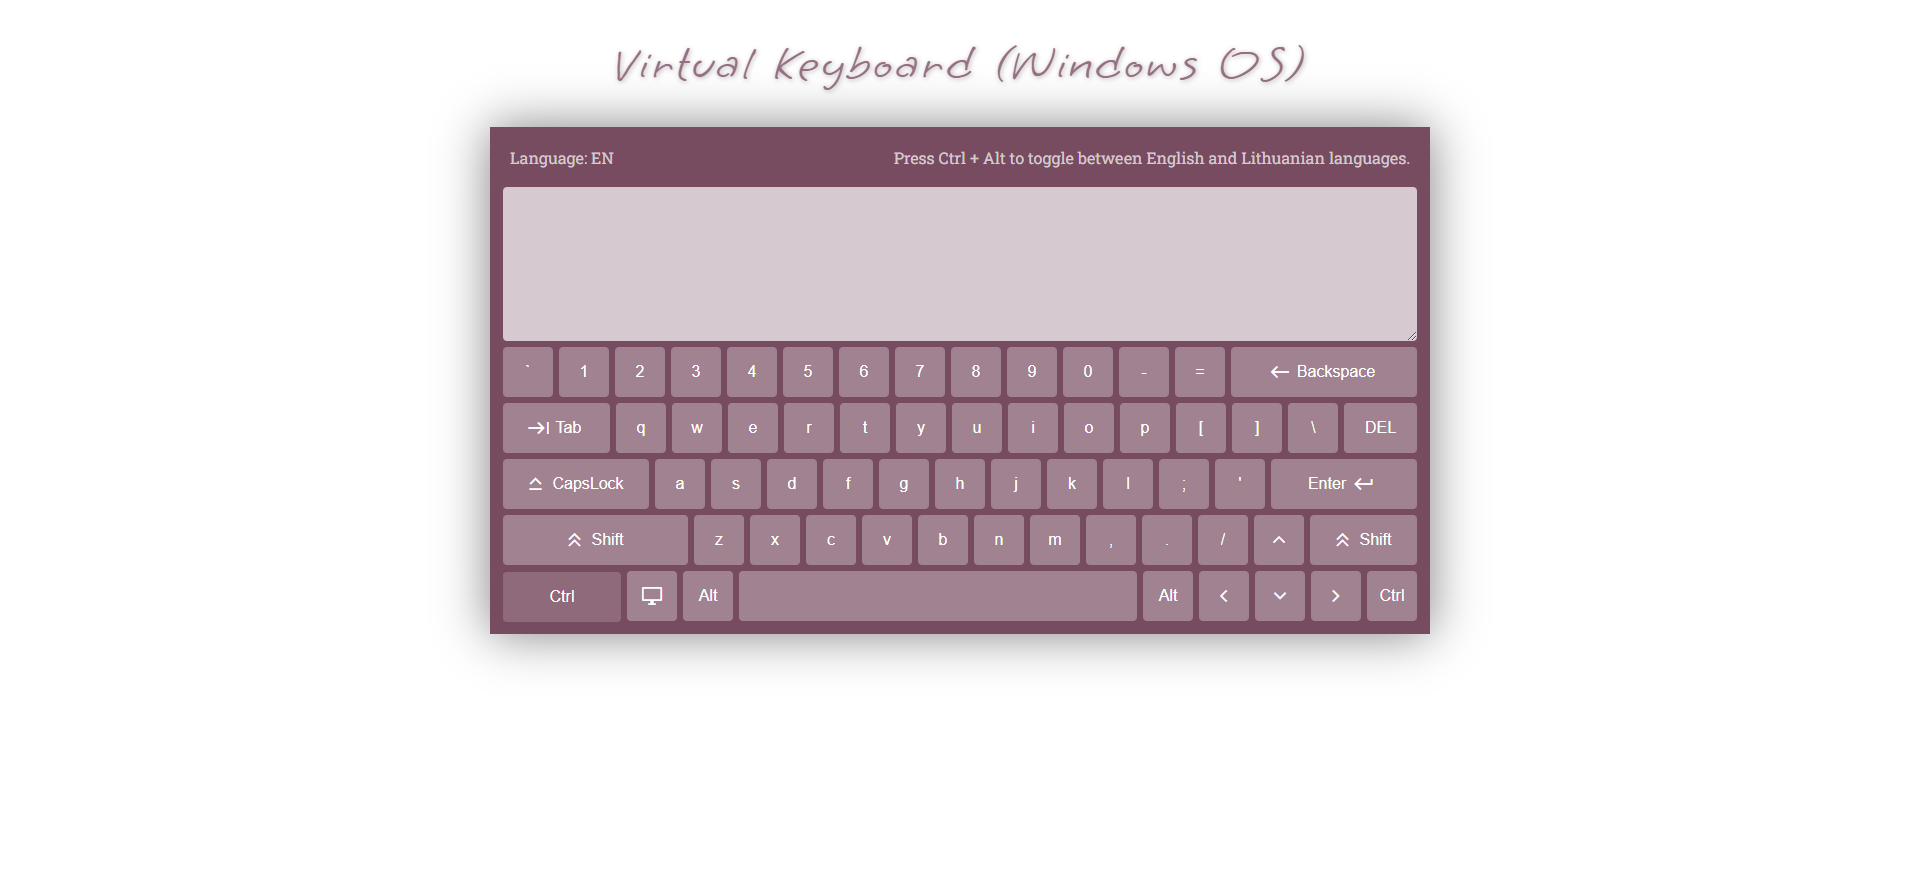 Virtual Keyboard (Windows OS)
Language: EN Press Ctrl + Alt to toggle between English and Lithuanian languages.
` 1 2 3 4 5 6 7 8 9 0 - = Backspace
Tab q w e r t y u i o p [ ] \ DEL
CapsLock a s d f g h j k l ; ' Enter
Shift z x c v b n m , . / Shift
Ctrl Alt Alt Ctrl